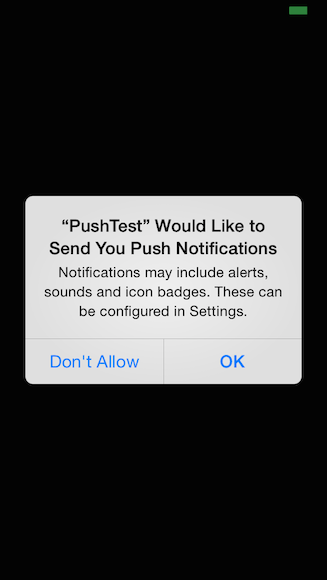 “PushTest” Would Like to
Send You Push Notifications
Notifications may include alerts,
sounds and icon badges. These can
be configured in Settings.
Don't Allow
OK